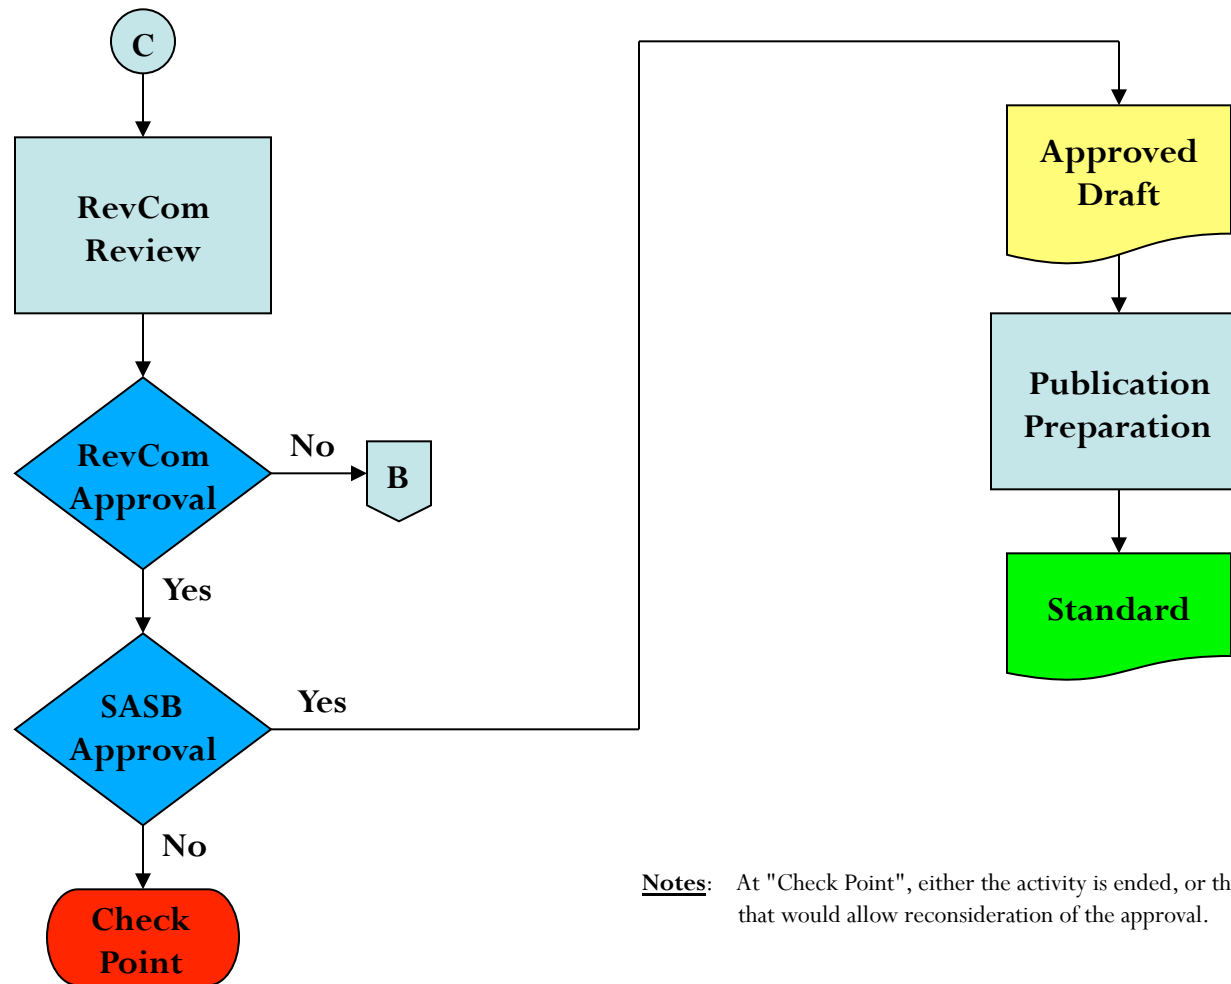 C
RevCom
Review
RevCom
Approval
No
B
Yes
SASB
Approval
Yes
No
Check
Point
Approved
Draft
Publication
Preparation
Standard
Notes: At "Check Point", either the activity is ended, or
that would allow reconsideration of the approval.